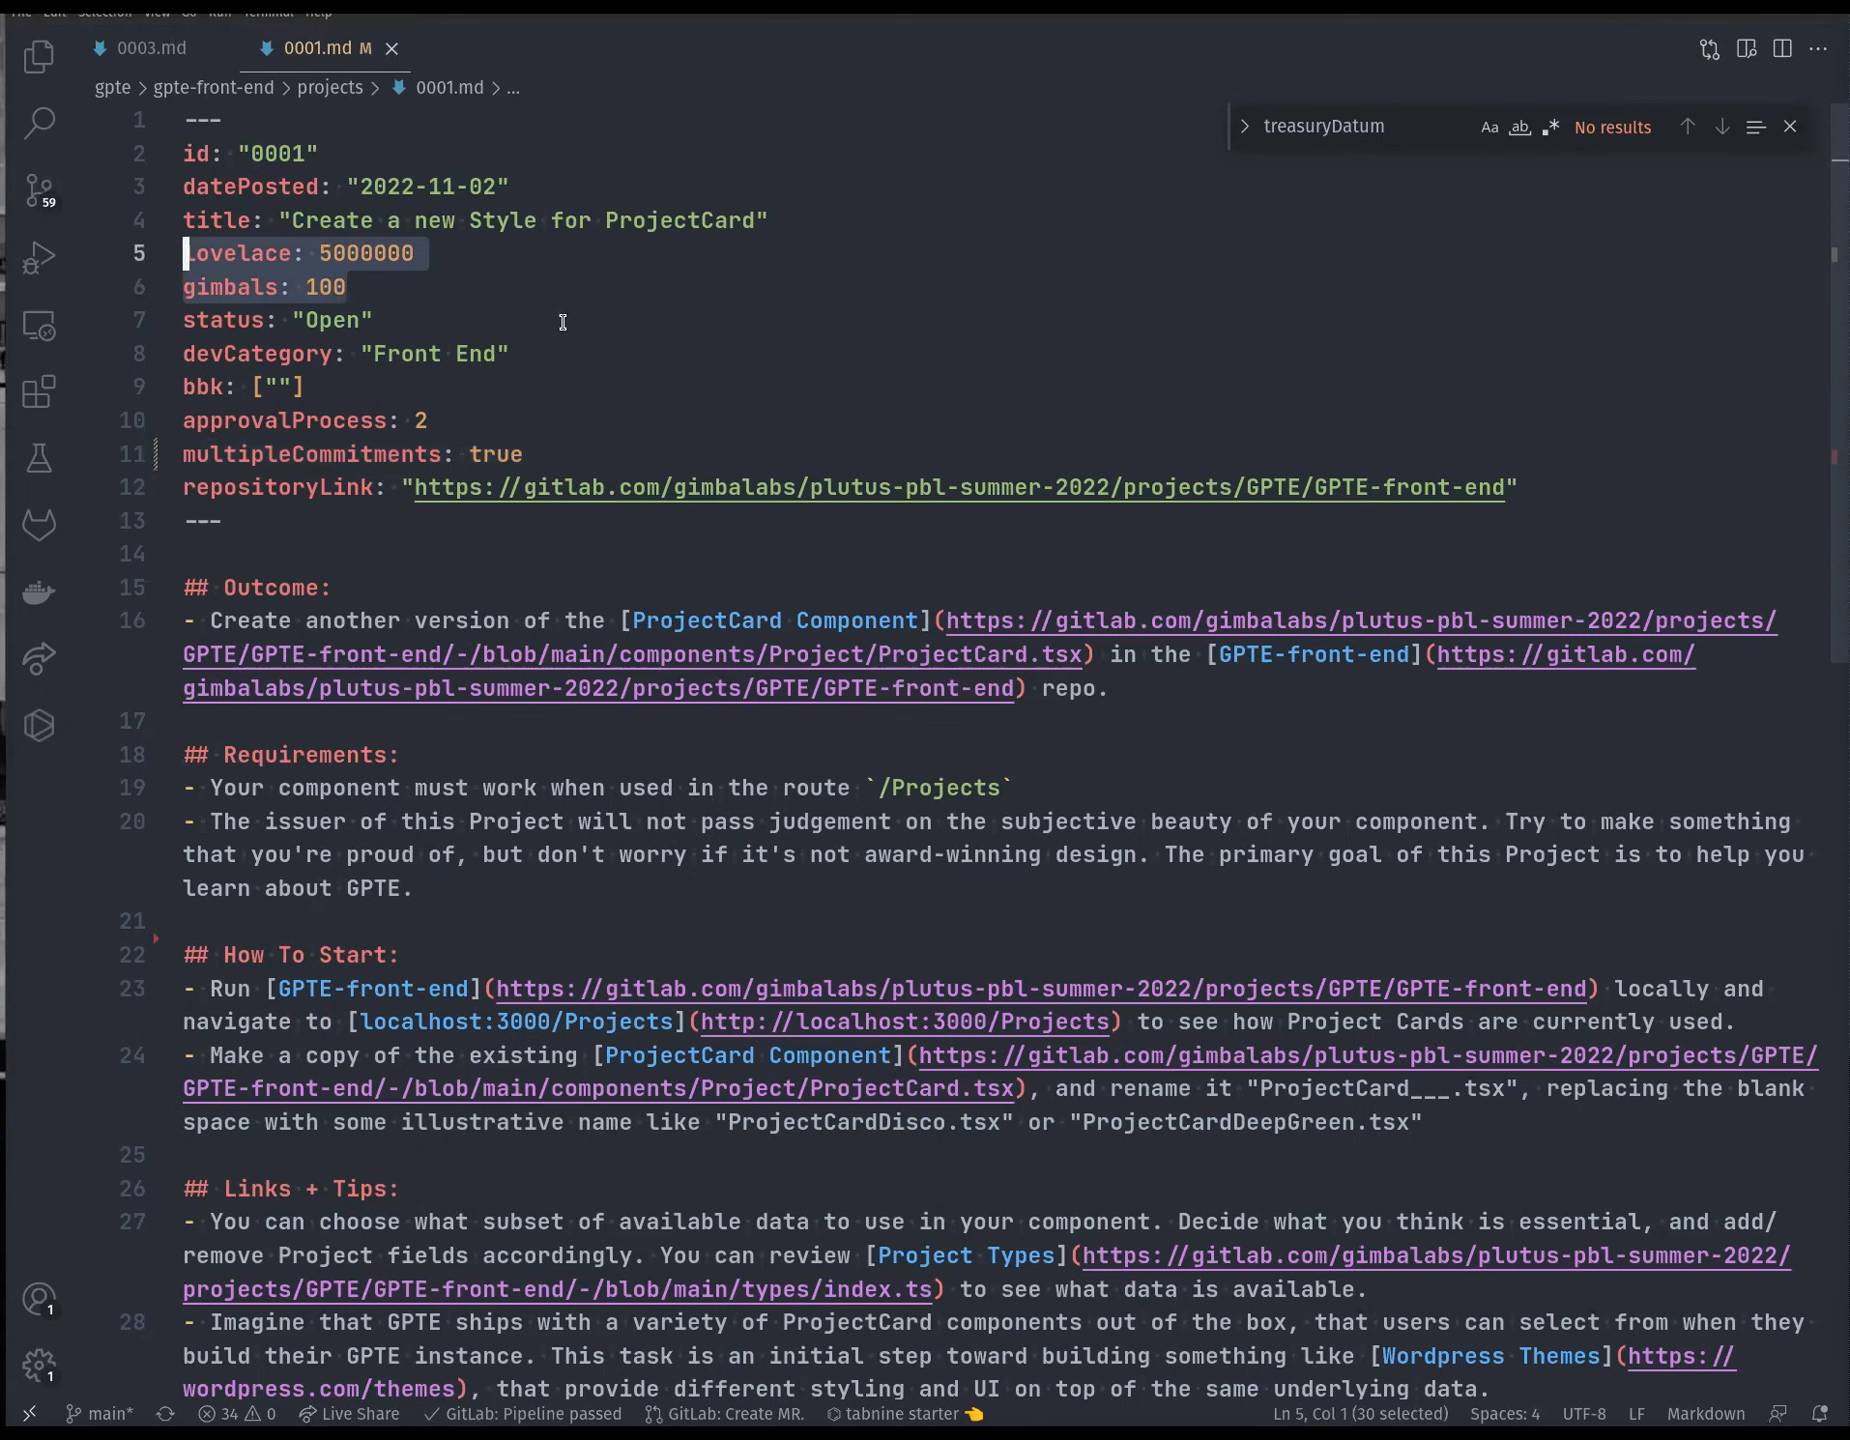 File Edit Selection View Go Run Terminal Help
0003.md
0001.md M
gpte > gpte-front-end > projects > 0001.md > ...
treasuryDatum
Aa ab .* No results
1 ---
2 id: "0001"
3 datePosted: "2022-11-02"
4 title: "Create a new Style for ProjectCard"
5 lovelace: 5000000
6 gimbals: 100
7 status: "Open"
8 devCategory: "Front End"
9 bbk: [""]
10 approvalProcess: 2
11 multipleCommitments: true
12 repositoryLink: "https://gitlab.com/gimbalabs/plutus-pbl-summer-2022/projects/GPTE/GPTE-front-end"
13 ---
14
15 ## Outcome:
16 - Create another version of the [ProjectCard Component](https://gitlab.com/gimbalabs/plutus-pbl-summer-2022/projects/
GPTE/GPTE-front-end/-/blob/main/components/Project/ProjectCard.tsx) in the [GPTE-front-end](https://gitlab.com/
gimbalabs/plutus-pbl-summer-2022/projects/GPTE/GPTE-front-end) repo.
17
18 ## Requirements:
19 - Your component must work when used in the route `/Projects`
20 - The issuer of this Project will not pass judgement on the subjective beauty of your component. Try to make something
that you're proud of, but don't worry if it's not award-winning design. The primary goal of this Project is to help you
learn about GPTE.
21
22 ## How To Start:
23 - Run [GPTE-front-end](https://gitlab.com/gimbalabs/plutus-pbl-summer-2022/projects/GPTE/GPTE-front-end) locally and
navigate to [localhost:3000/Projects](http://localhost:3000/Projects) to see how Project Cards are currently used.
24 - Make a copy of the existing [ProjectCard Component](https://gitlab.com/gimbalabs/plutus-pbl-summer-2022/projects/GPTE/
GPTE-front-end/-/blob/main/components/Project/ProjectCard.tsx), and rename it "ProjectCard___.tsx", replacing the blank
space with some illustrative name like "ProjectCardDisco.tsx" or "ProjectCardDeepGreen.tsx"
25
26 ## Links + Tips:
27 - You can choose what subset of available data to use in your component. Decide what you think is essential, and add/
remove Project fields accordingly. You can review [Project Types](https://gitlab.com/gimbalabs/plutus-pbl-summer-2022/
projects/GPTE/GPTE-front-end/-/blob/main/types/index.ts) to see what data is available.
28 - Imagine that GPTE ships with a variety of ProjectCard components out of the box, that users can select from when they
build their GPTE instance. This task is an initial step toward building something like [Wordpress Themes](https://
wordpress.com/themes), that provide different styling and UI on top of the same underlying data.
59
1
1
main* 34 0 Live Share GitLab: Pipeline passed GitLab: Create MR. tabnine starter 👈 Ln 5, Col 1 (30 selected) Spaces: 4 UTF-8 LF Markdown